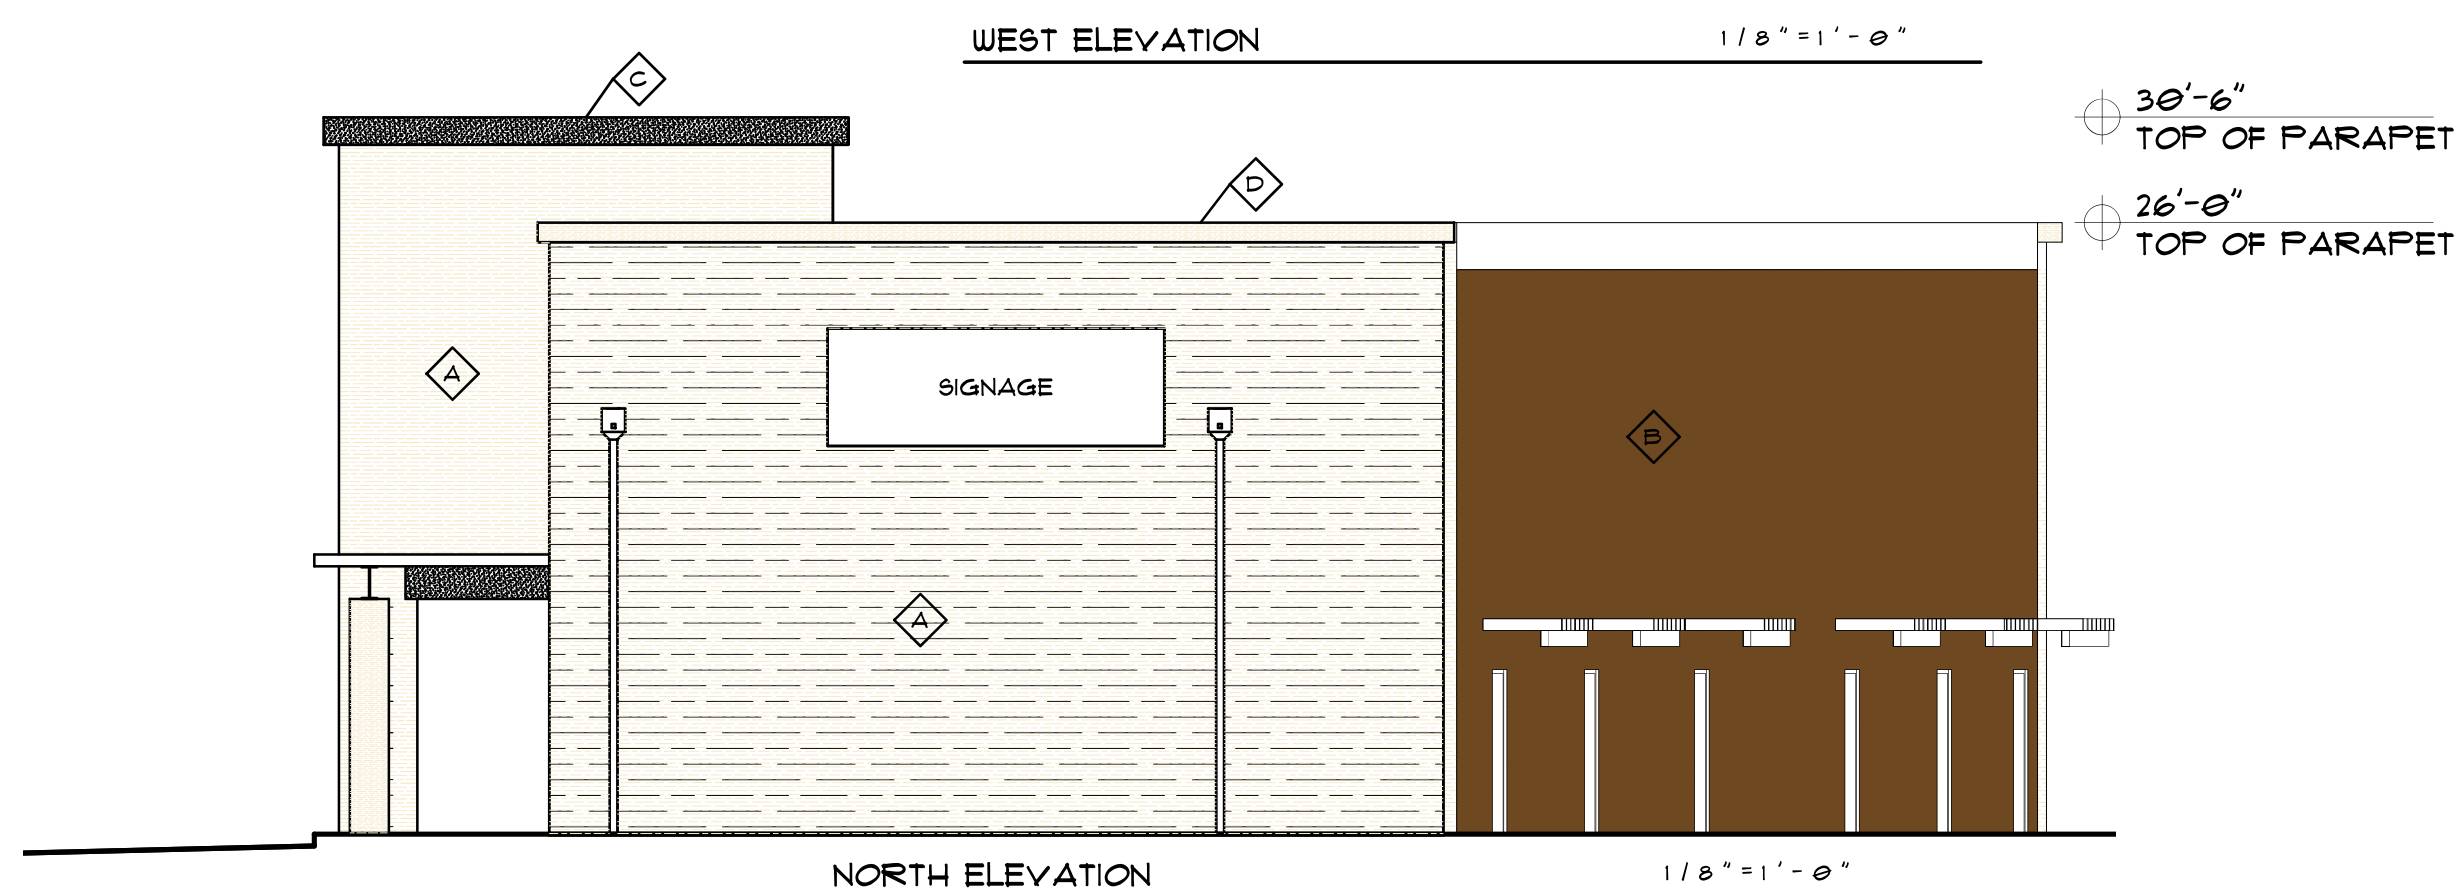 WEST ELEVATION 1/8"=1'-0"
C
30'-6"
TOP OF PARAPET
D
26'-0"
TOP OF PARAPET
A
SIGNAGE
B
A
NORTH ELEVATION 1/8"=1'-0"